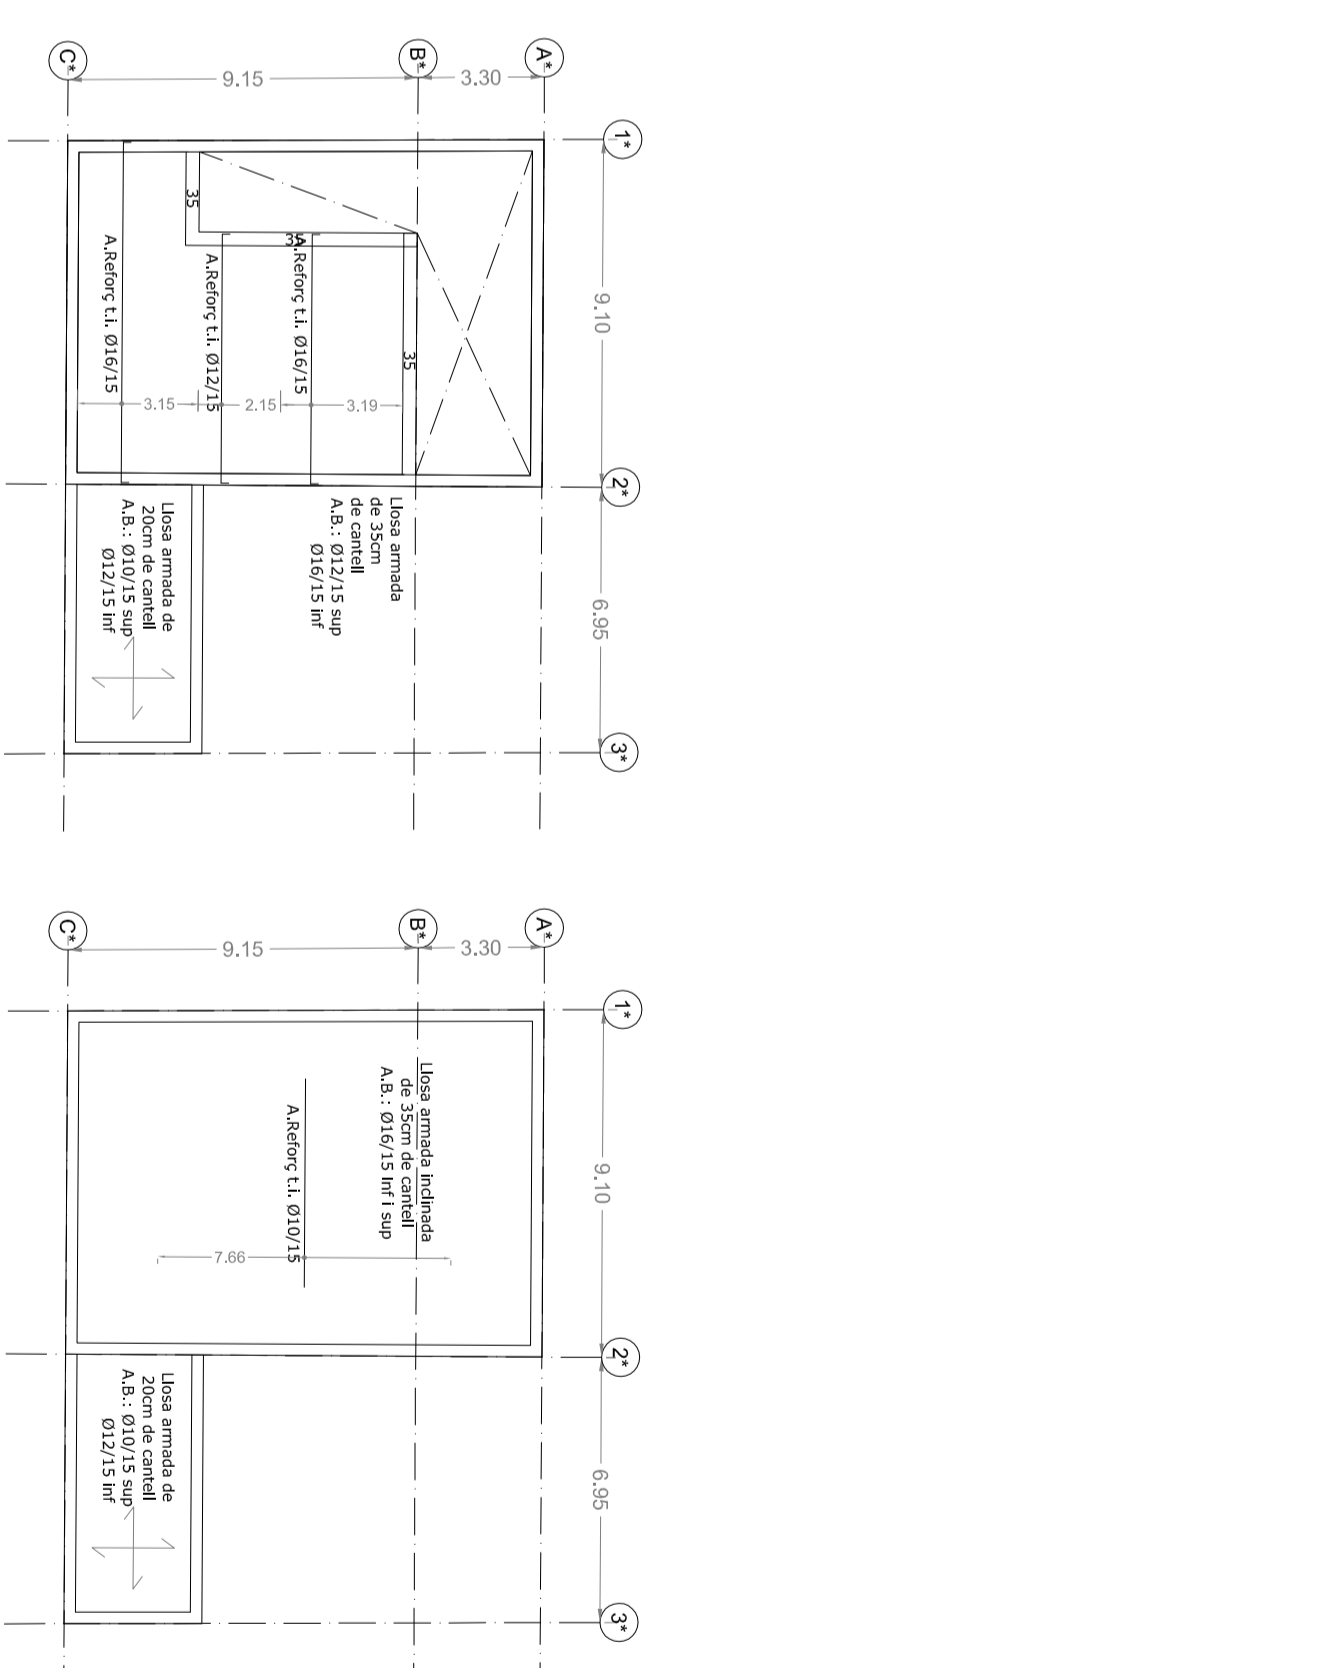 C*
B*
A*
9.15
3.30
1*
9.10
2*
6.95
3*
35
35
35
A.Reforç t.i. Ø16/15
A.Reforç t.i. Ø12/15
A.Reforç t.i. Ø16/15
3.15
2.15
3.19
Llosa armada
de 35cm
de cantell
A.B.: Ø12/15 sup
Ø16/15 inf
Llosa armada de
20cm de cantell
A.B.: Ø10/15 sup
Ø12/15 inf
C*
B*
A*
9.15
3.30
1*
9.10
2*
6.95
3*
Llosa armada inclinada
de 35cm de cantell
A.B.: Ø16/15 Inf i sup
A.Reforç t.i. Ø10/15
7.66
Llosa armada de
20cm de cantell
A.B.: Ø10/15 sup
Ø12/15 inf